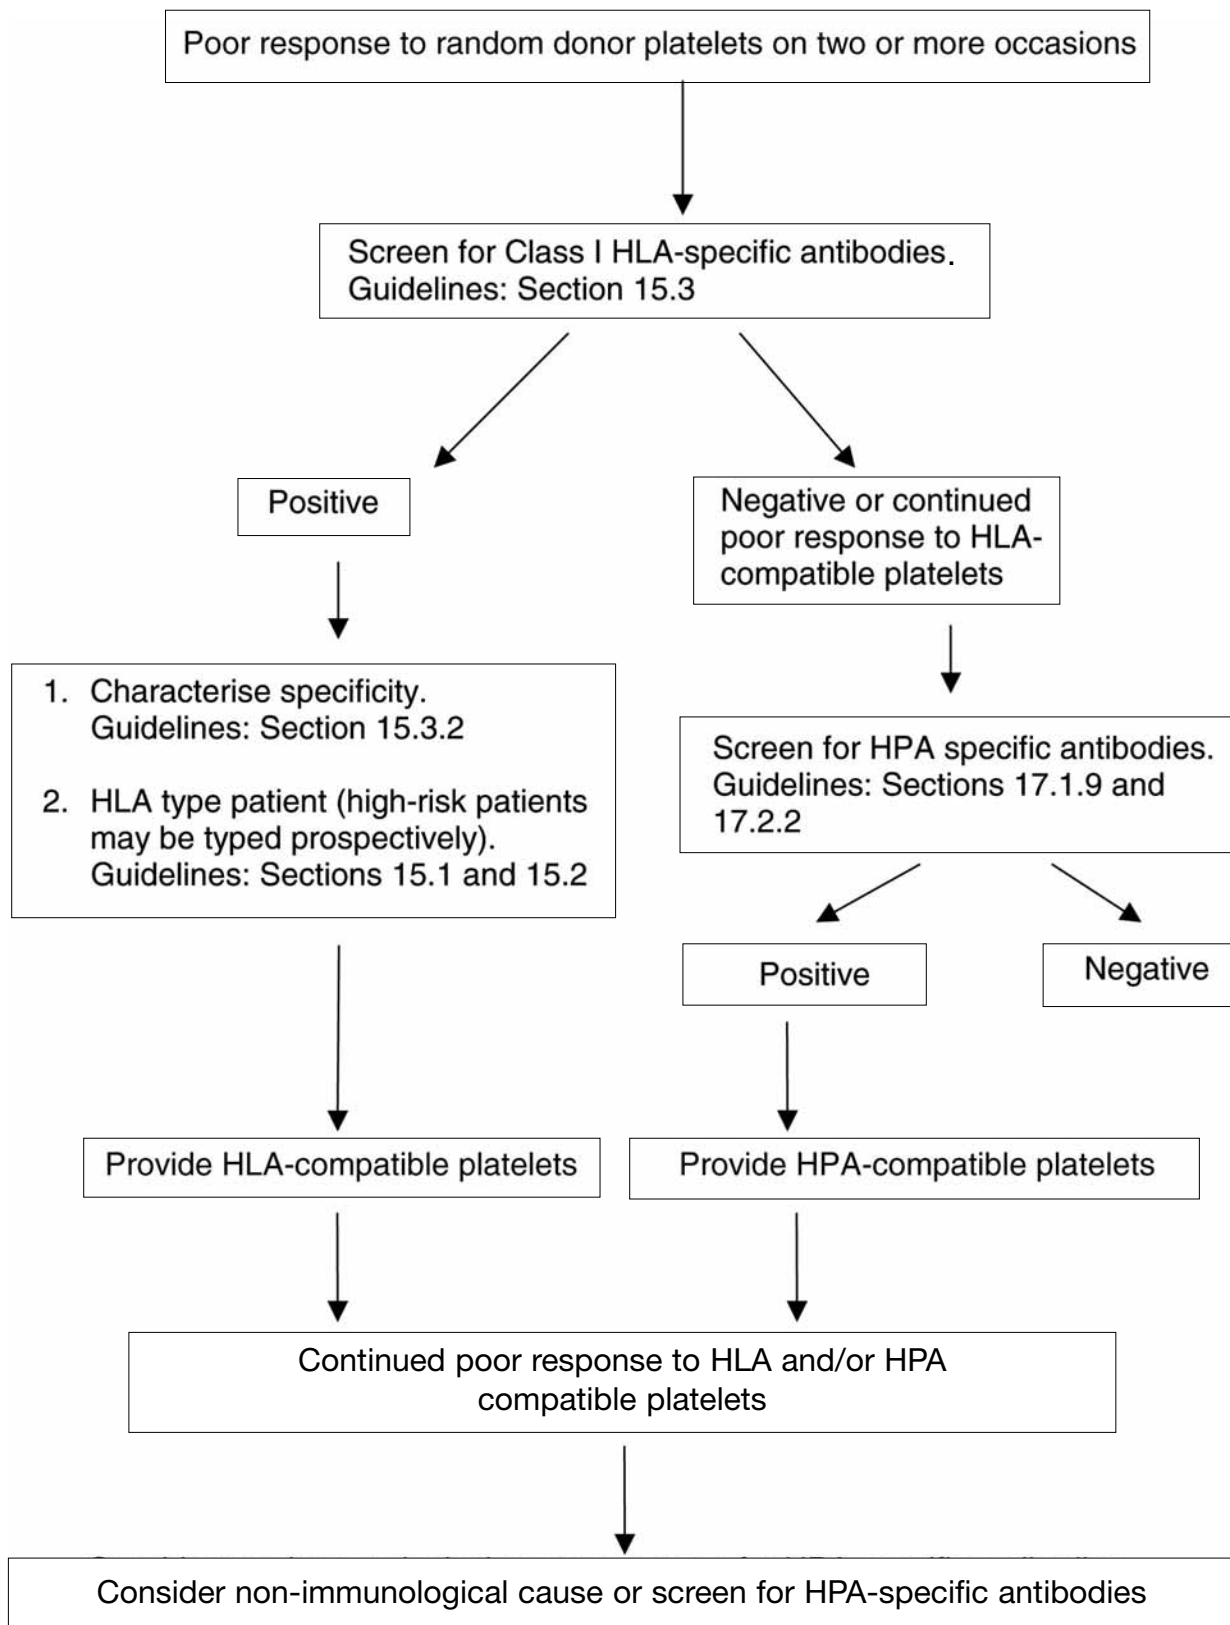 Poor response to random donor platelets on two or more occasions
Screen for Class I HLA-specific antibodies.
Guidelines: Section 15.3
Positive
Negative or continued
poor response to HLA-
compatible platelets
1. Characterise specificity.
Guidelines: Section 15.3.2
2. HLA type patient (high-risk patients
may be typed prospectively).
Guidelines: Sections 15.1 and 15.2
Screen for HPA specific antibodies.
Guidelines: Sections 17.1.9 and
17.2.2
Positive
Negative
Provide HLA-compatible platelets
Provide HPA-compatible platelets
Continued poor response to HLA and/or HPA
compatible platelets
Consider non-immunological cause or screen for HPA-specific antibodies